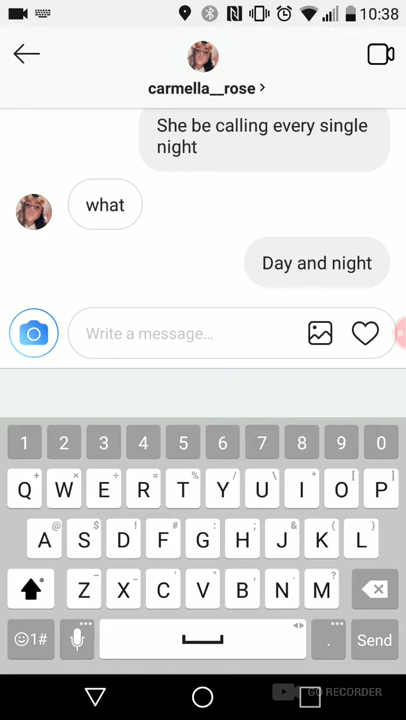 10:38
carmella__rose >
She be calling every single
night
what
Day and night
Write a message...
1 2 3 4 5 6 7 8 9 0
+ × ÷ = % / ^ * [ ]
Q W E R T Y U I O P
@ $ ! # : ; & ( )
A S D F G H J K L
Z X C V B N M ?
☺1# . Send
GO RECORDER